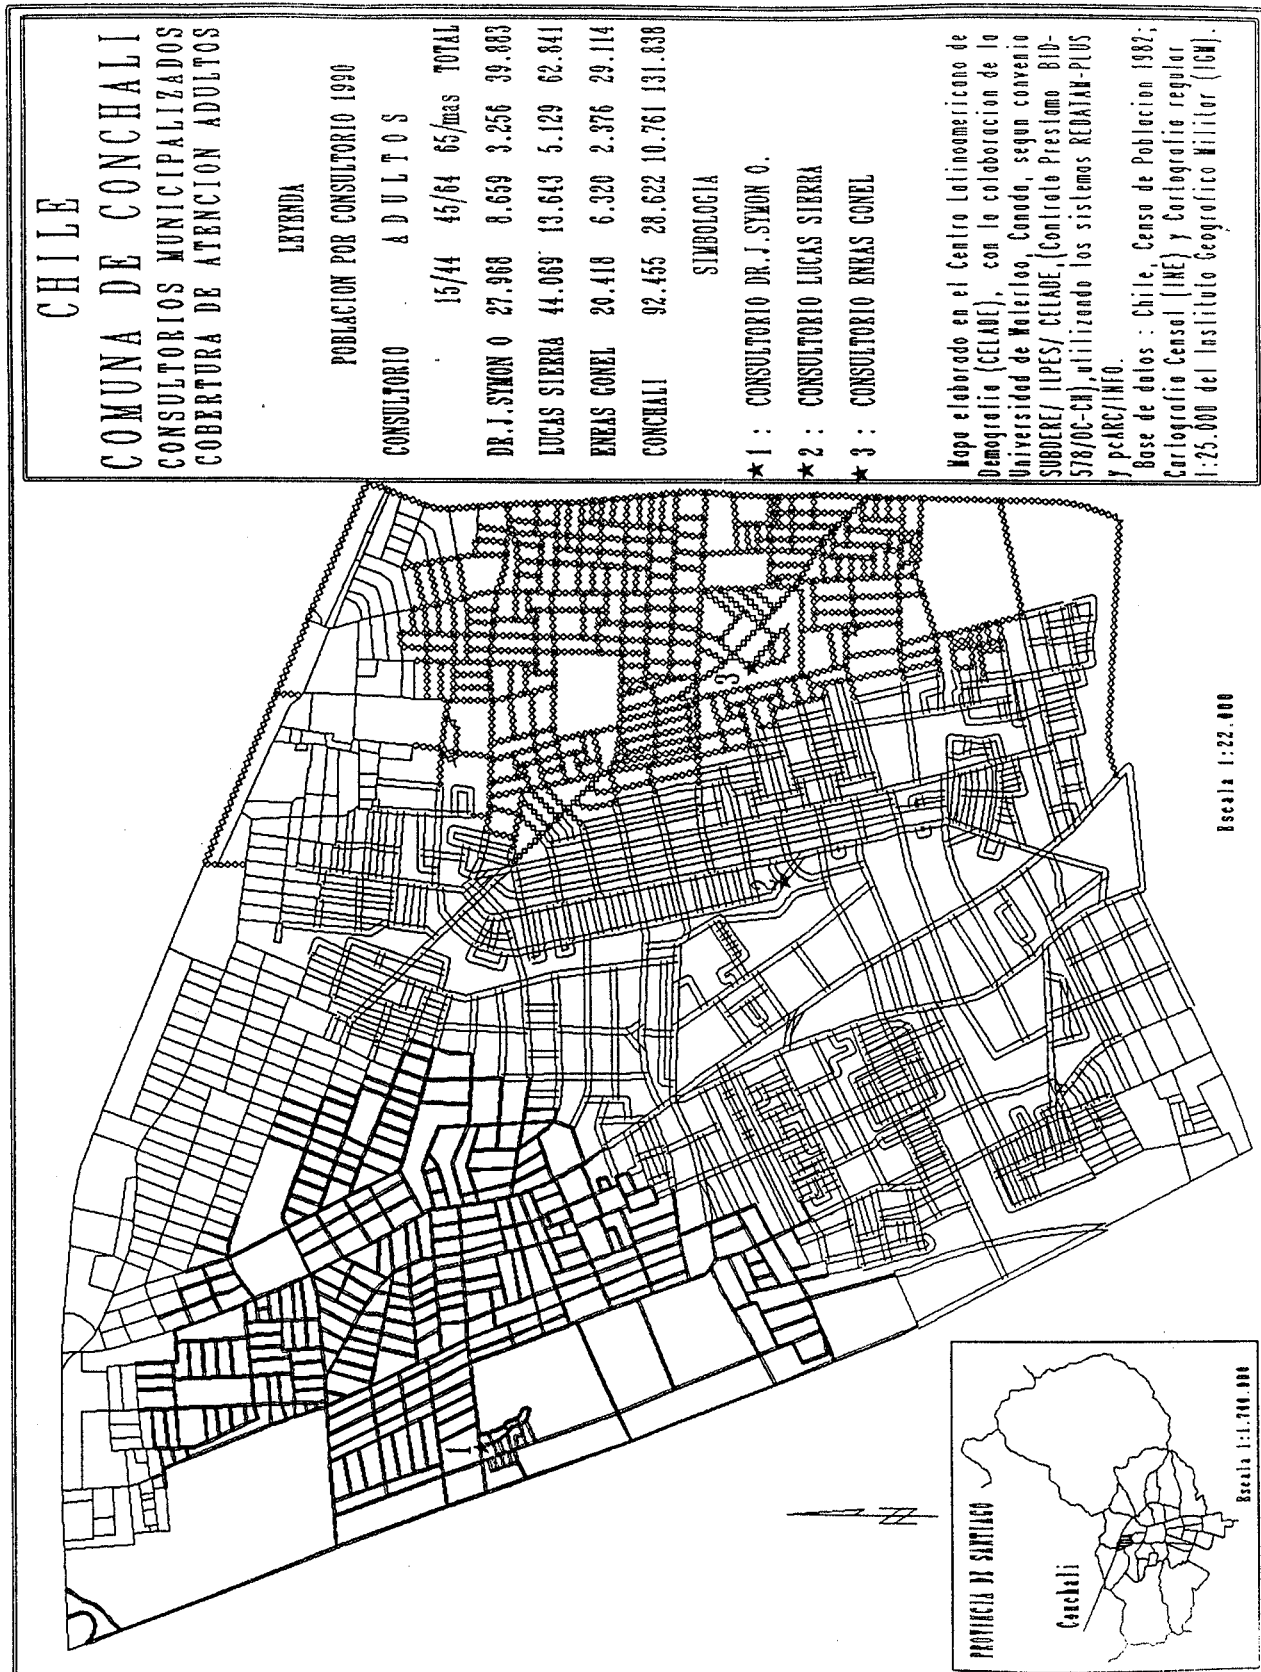 CHILE
COMUNA DE CONCHALI
CONSULTORIOS MUNICIPALIZADOS
COBERTURA DE ATENCION ADULTOS
LEYENDA
POBLACION POR CONSULTORIO 1990
CONSULTORIO A D U L T O S
15/44 45/64 65/mas TOTAL
DR.J.SYMON O 27.968 8.659 3.256 39.883
LUCAS SIERRA 44.069 13.643 5.129 62.841
ENEAS GONEL 20.418 6.320 2.376 29.114
CONCHALI 92.455 28.622 10.761 131.838
SIMBOLOGIA
★ 1 : CONSULTORIO DR.J.SYMON O.
★ 2 : CONSULTORIO LUCAS SIERRA
★ 3 : CONSULTORIO ENEAS GONEL
Mapa elaborado en el Centro Latinoamericano de
Demografia (CELADE), con la colaboracion de la
Universidad de Waterloo, Canada, segun convenio
SUBDERE/ ILPES/ CELADE (Contrato Prestamo BID-
578/OC-CH) utilizando los sistemas REDATAM-PLUS
y pcARC/INFO.
Base de datos : Chile, Censo de Poblacion 1982;
Cartografia Censal (INE) y Cartografia regular
1:25.000 del Instituto Geografico Militar (IGM).
1
2
3
Escala 1:22.000
PROVINCIA DE SANTIAGO
Conchali
Escala 1:1.700.000